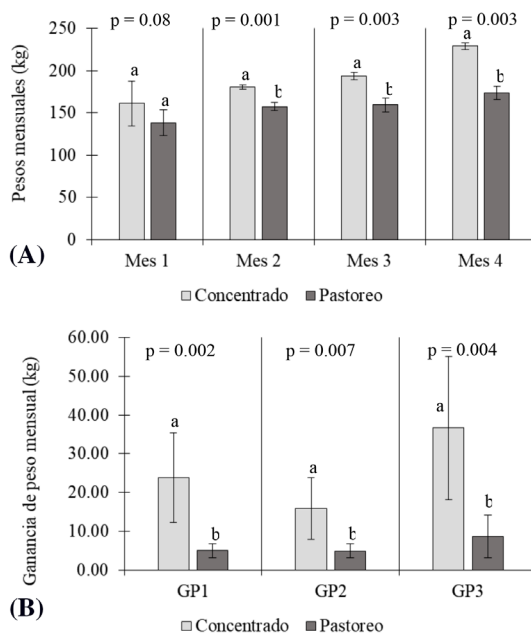 p = 0.08
p = 0.001
p = 0.003
p = 0.003
250
200
150
100
50
0
Pesos mensuales (kg)
a
a
a
b
a
b
a
b
Mes 1
Mes 2
Mes 3
Mes 4
(A)
Concentrado
Pastoreo
60.00
50.00
40.00
30.00
20.00
10.00
0.00
Ganancia de peso mensual (kg)
p = 0.002
p = 0.007
p = 0.004
a
b
a
b
a
b
GP1
GP2
GP3
(B)
Concentrado
Pastoreo